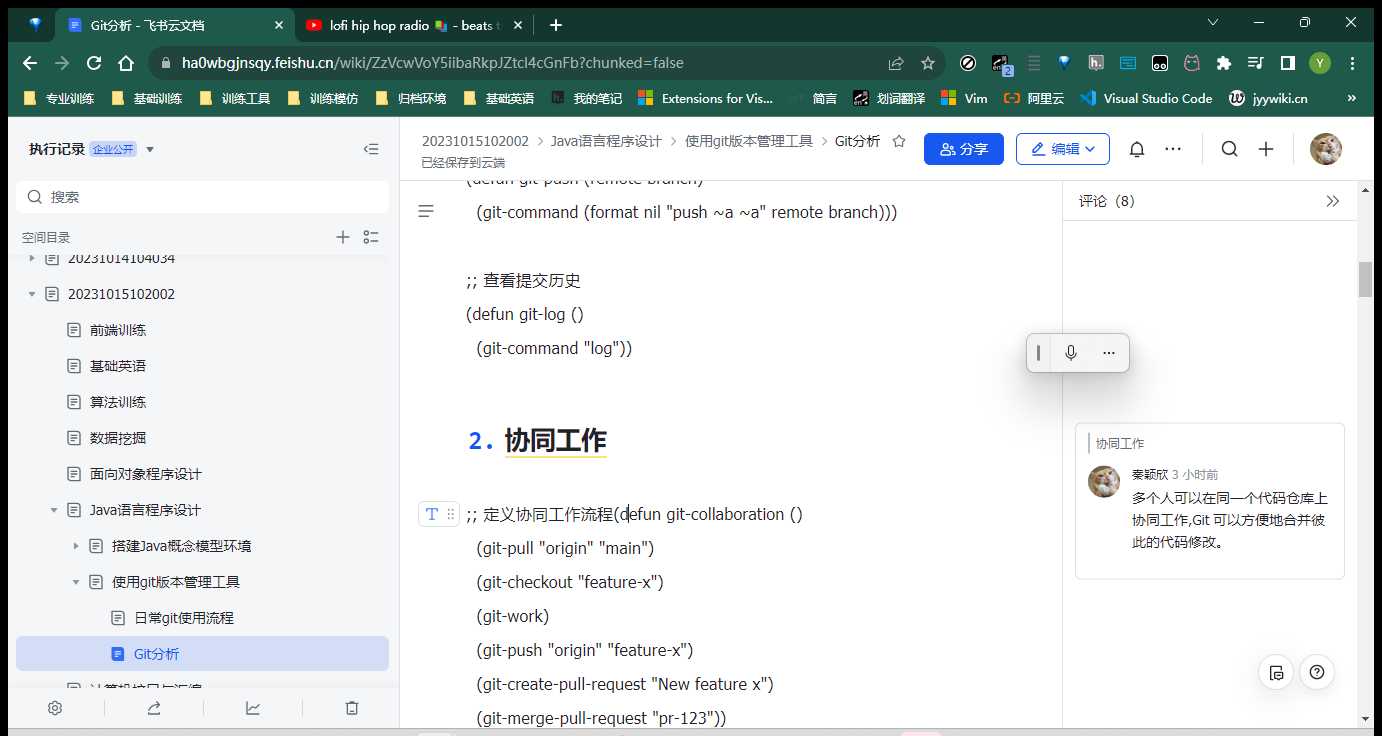 Git分析 - 飞书云文档
lofi hip hop radio - beats t
ha0wbgjnsqy.feishu.cn/wiki/ZzVcwVoY5iibaRkpJZtcl4cGnFb?chunked=false
2
Y
专业训练 基础训练 训练工具 训练模仿 归档环境 基础英语 我的笔记 Extensions for Vis... 简言 划词翻译 Vim 阿里云 Visual Studio Code jyywiki.cn »
执行记录 企业公开
搜索
空间目录
20231014104034
20231015102002
前端训练
基础英语
算法训练
数据挖掘
面向对象程序设计
Java语言程序设计
搭建Java概念模型环境
使用git版本管理工具
日常git使用流程
Git分析
20231015102002 > Java语言程序设计 > 使用git版本管理工具 > Git分析
已经保存到云端
分享
编辑
(defun git-push (remote branch)
(git-command (format nil "push ~a ~a" remote branch)))
;; 查看提交历史
(defun git-log ()
(git-command "log"))
2. 协同工作
;; 定义协同工作流程(defun git-collaboration ()
(git-pull "origin" "main")
(git-checkout "feature-x")
(git-work)
(git-push "origin" "feature-x")
(git-create-pull-request "New feature x")
(git-merge-pull-request "pr-123"))
评论（8）
协同工作
秦颖欣 3 小时前
多个人可以在同一个代码仓库上
协同工作,Git 可以方便地合并彼
此的代码修改。